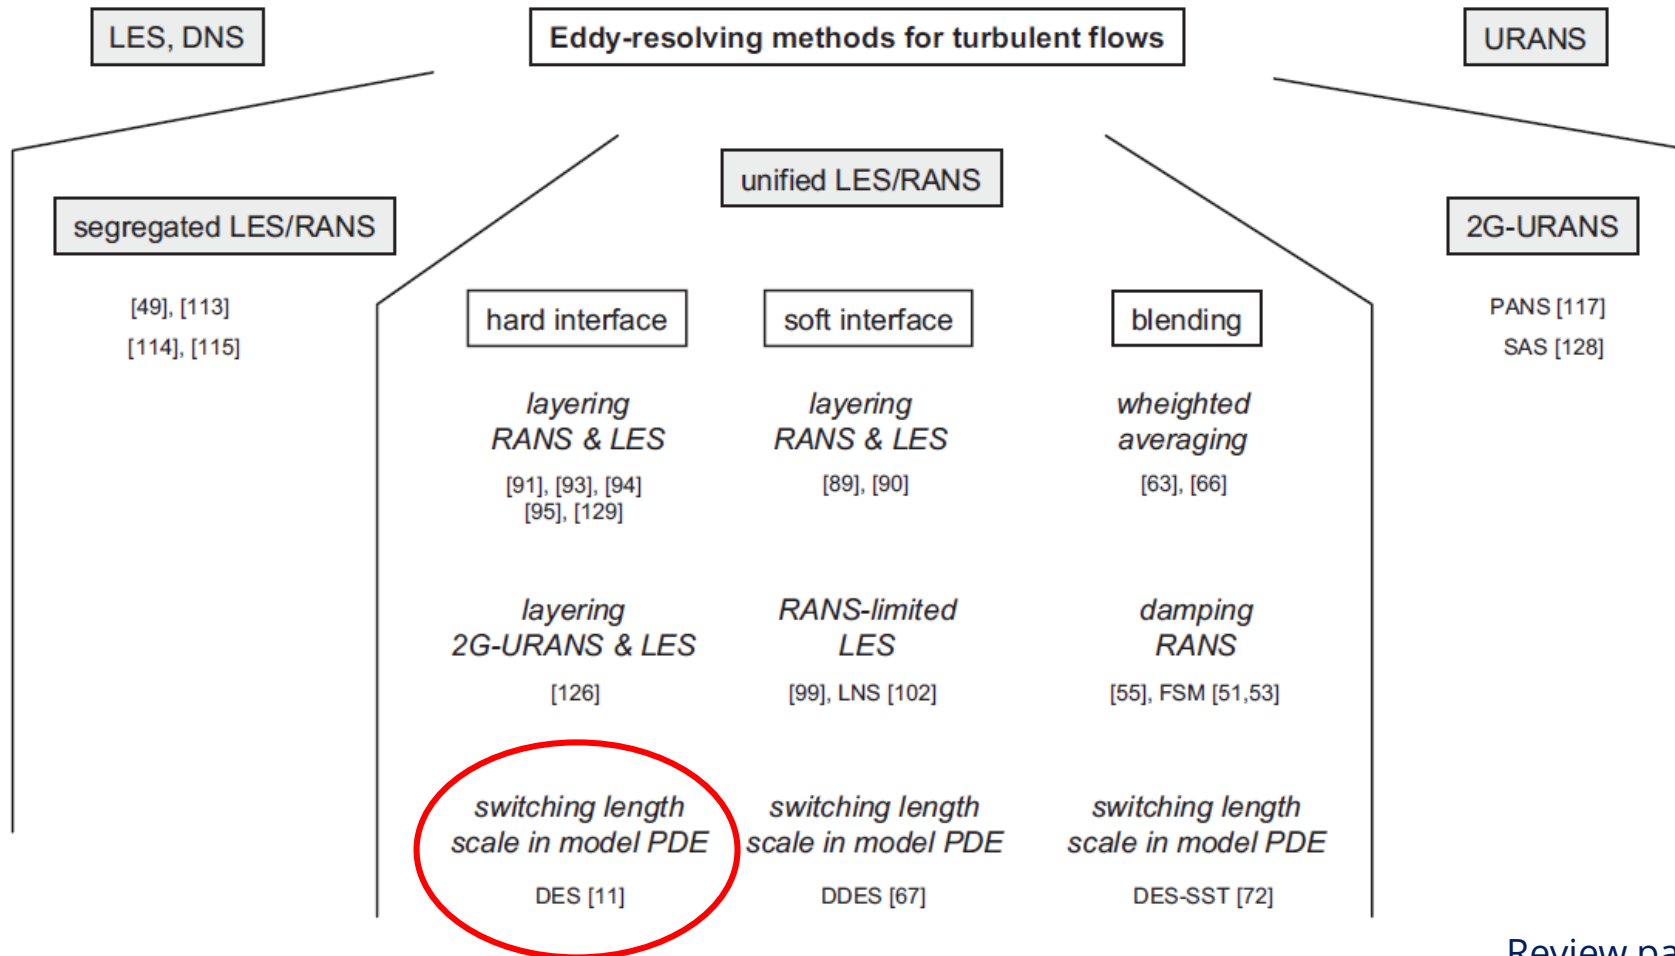 LES, DNS
Eddy-resolving methods for turbulent flows
URANS
unified LES/RANS
segregated LES/RANS
2G-URANS
[49], [113]
[114], [115]
PANS [117]
SAS [128]
hard interface
soft interface
blending
layering
RANS & LES
[91], [93], [94]
[95], [129]
layering
RANS & LES
[89], [90]
wheighted
averaging
[63], [66]
layering
2G-URANS & LES
[126]
RANS-limited
LES
[99], LNS [102]
damping
RANS
[55], FSM [51,53]
switching length
scale in model PDE
DES [11]
switching length
scale in model PDE
DDES [67]
switching length
scale in model PDE
DES-SST [72]
Review